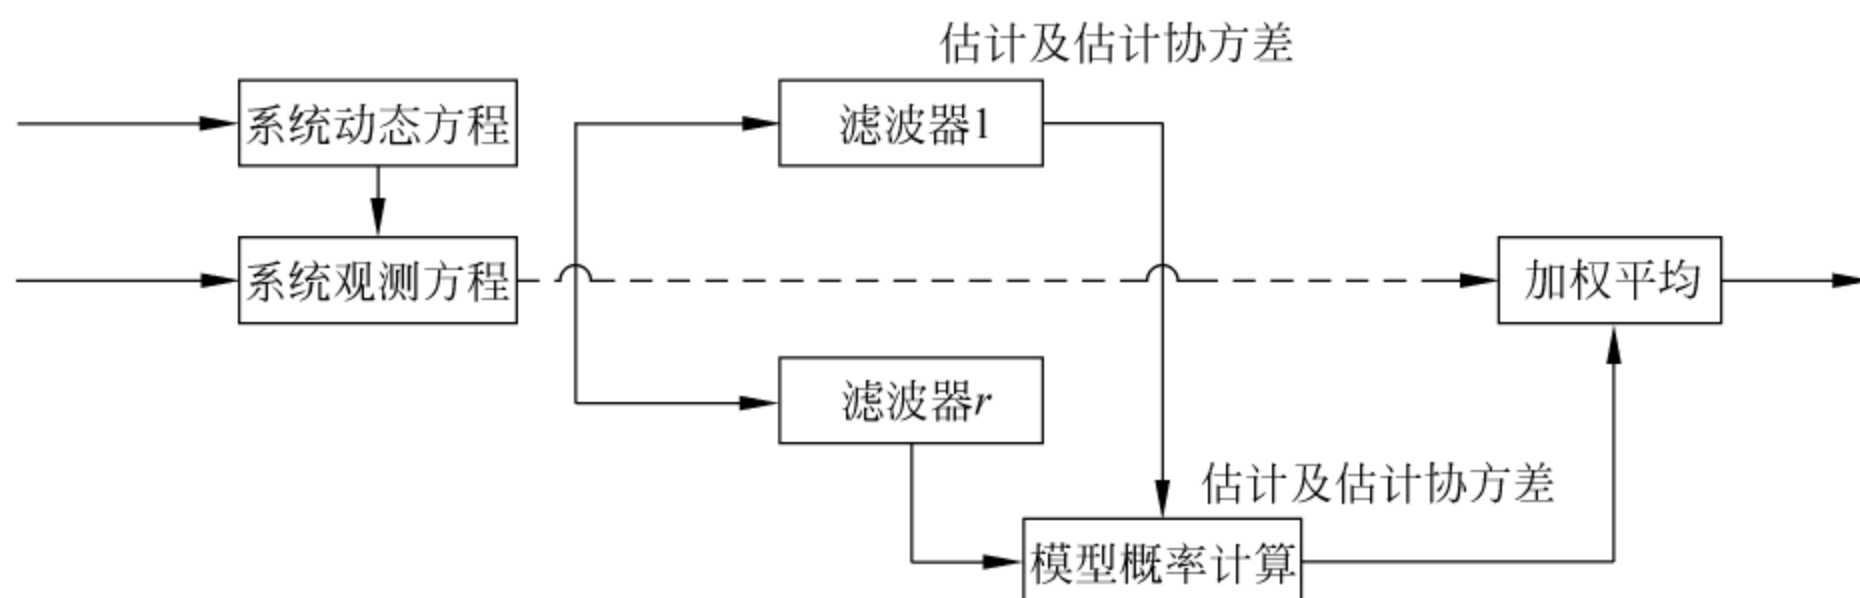 估计及估计协方差
系统动态方程
滤波器1
系统观测方程
加权平均
滤波器r
估计及估计协方差
模型概率计算